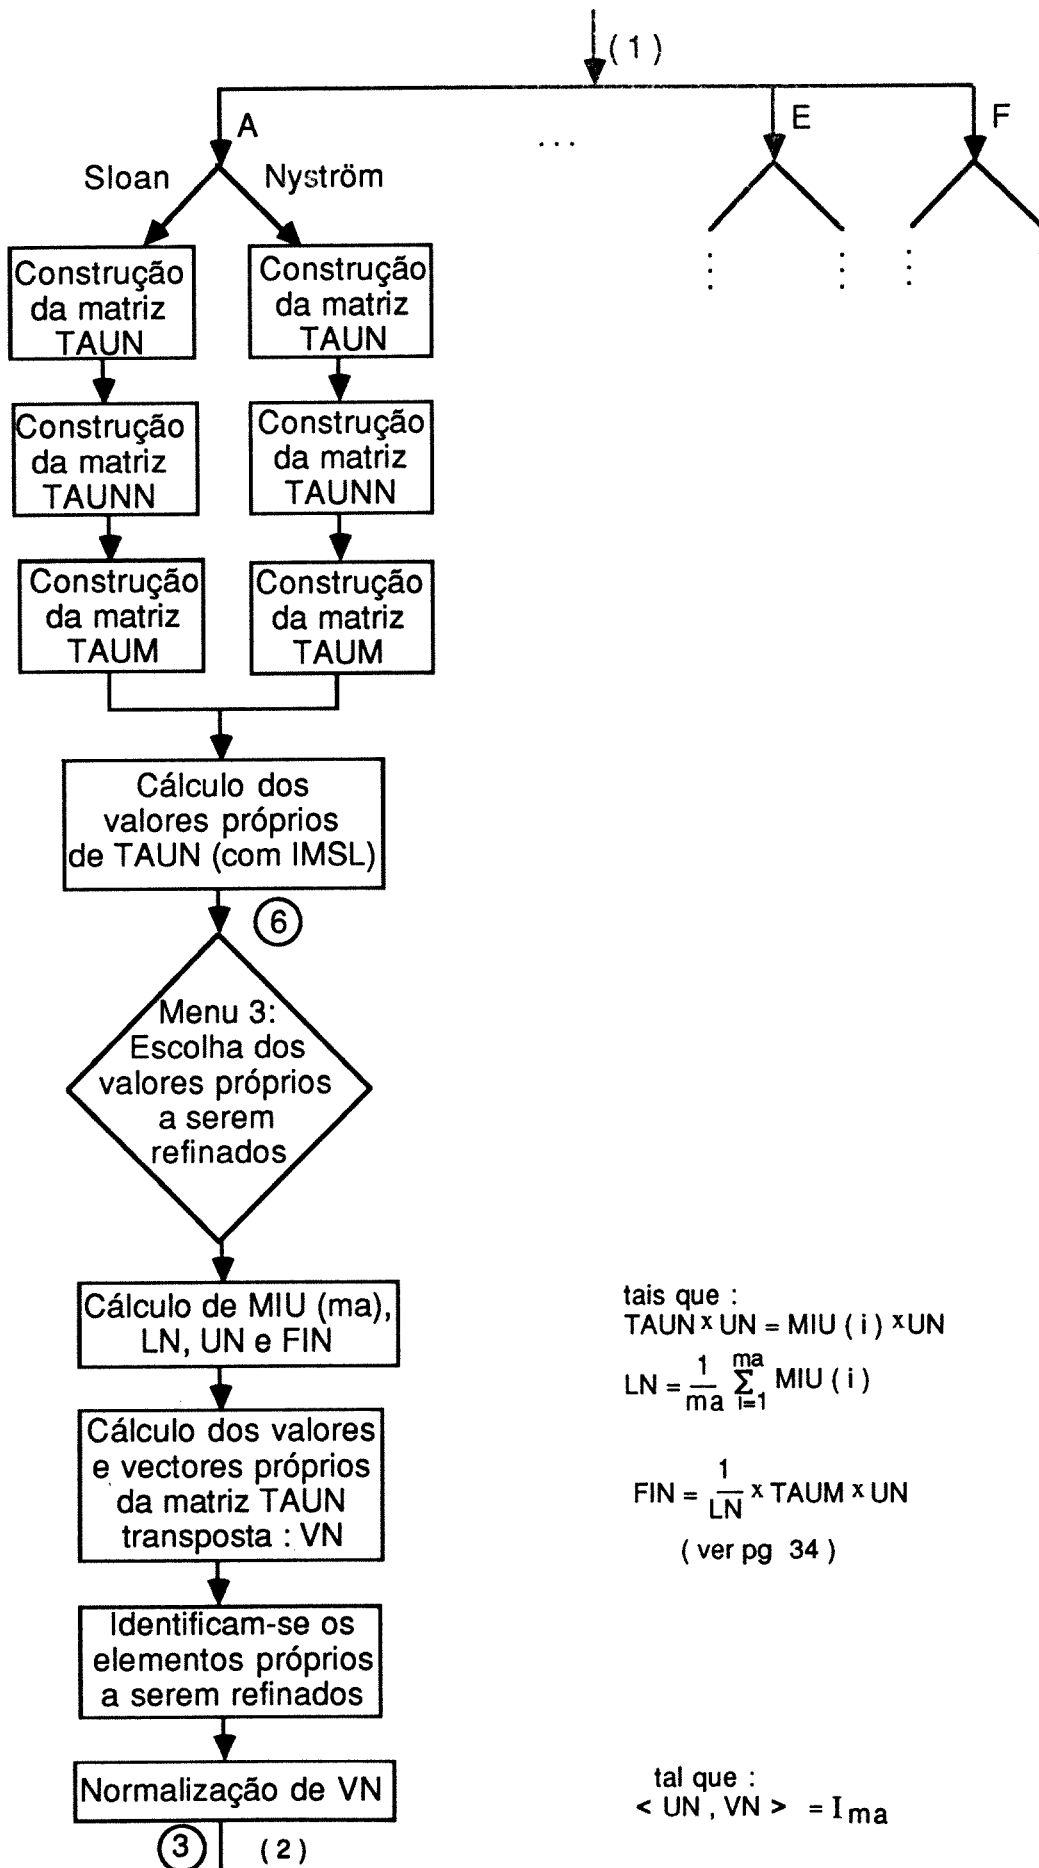 (1)
A
E
F
...
Sloan
Nyström
Construção
da matriz
TAUN
Construção
da matriz
TAUN
Construção
da matriz
TAUNN
Construção
da matriz
TAUNN
Construção
da matriz
TAUM
Construção
da matriz
TAUM
Cálculo dos
valores próprios
de TAUN (com IMSL)
6
Menu 3:
Escolha dos
valores próprios
a serem
refinados
Cálculo de MIU (ma),
LN, UN e FIN
tais que :
TAUN x UN = MIU ( i ) x UN
LN = 1/ma ∑_{i=1}^{ma} MIU ( i )
Cálculo dos valores
e vectores próprios
da matriz TAUN
transposta : VN
FIN = 1/LN x TAUM x UN
( ver pg 34 )
Identificam-se os
elementos próprios
a serem refinados
Normalização de VN
tal que :
< UN , VN > = I ma
3
( 2 )